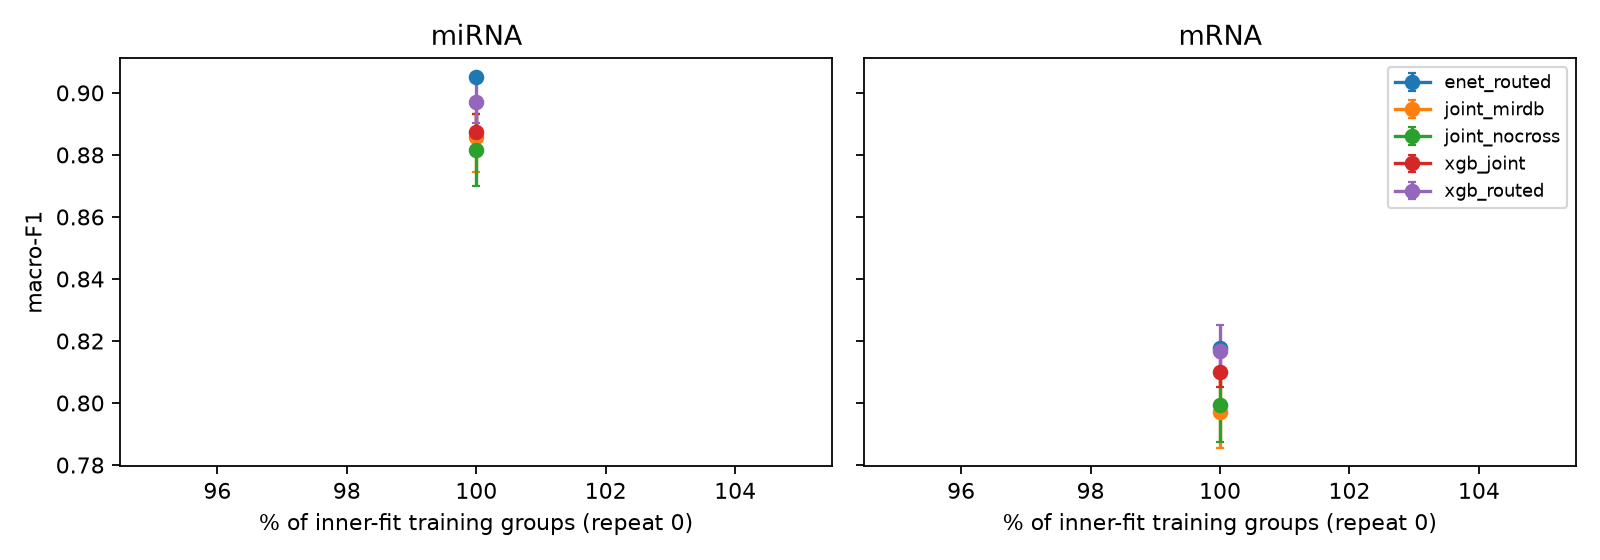 miRNA
mRNA
macro-F1
0.90
0.88
0.86
0.84
0.82
0.80
0.78
96
98
100
102
104
% of inner-fit training groups (repeat 0)
enet_routed
joint_mirdb
joint_nocross
xgb_joint
xgb_routed
96
98
100
102
104
% of inner-fit training groups (repeat 0)